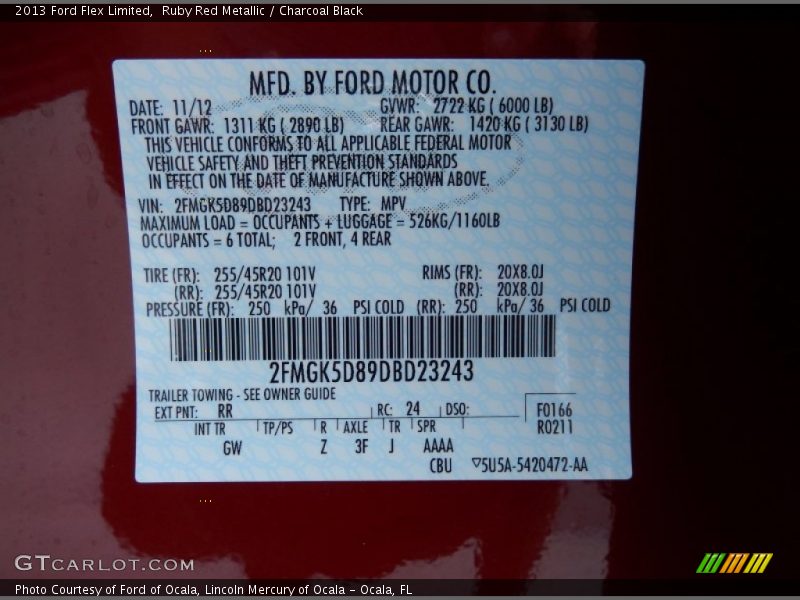 2013 Ford Flex Limited,  Ruby Red Metallic / Charcoal Black
MFD. BY FORD MOTOR CO.
DATE: 11/12 GVWR: 2722 KG ( 6000 LB)
FRONT GAWR: 1311 KG ( 2890 LB) REAR GAWR: 1420 KG ( 3130 LB)
THIS VEHICLE CONFORMS TO ALL APPLICABLE FEDERAL MOTOR
VEHICLE SAFETY AND THEFT PREVENTION STANDARDS
IN EFFECT ON THE DATE OF MANUFACTURE SHOWN ABOVE.
VIN: 2FMGK5D89DBD23243 TYPE: MPV
MAXIMUM LOAD = OCCUPANTS + LUGGAGE = 526KG/1160LB
OCCUPANTS = 6 TOTAL; 2 FRONT, 4 REAR
TIRE (FR): 255/45R20 101V RIMS (FR): 20X8.0J
(RR): 255/45R20 101V (RR): 20X8.0J
PRESSURE (FR): 250 kPa/ 36 PSI COLD (RR): 250 kPa/ 36 PSI COLD
2FMGK5D89DBD23243
TRAILER TOWING - SEE OWNER GUIDE
EXT PNT: RR RC: 24 DSO: F0166
INT TR TP/PS R AXLE TR SPR R0211
GW Z 3F J AAAA
CBU ▽5U5A-5420472-AA
GTCARLOT.COM
Photo Courtesy of Ford of Ocala, Lincoln Mercury of Ocala - Ocala, FL